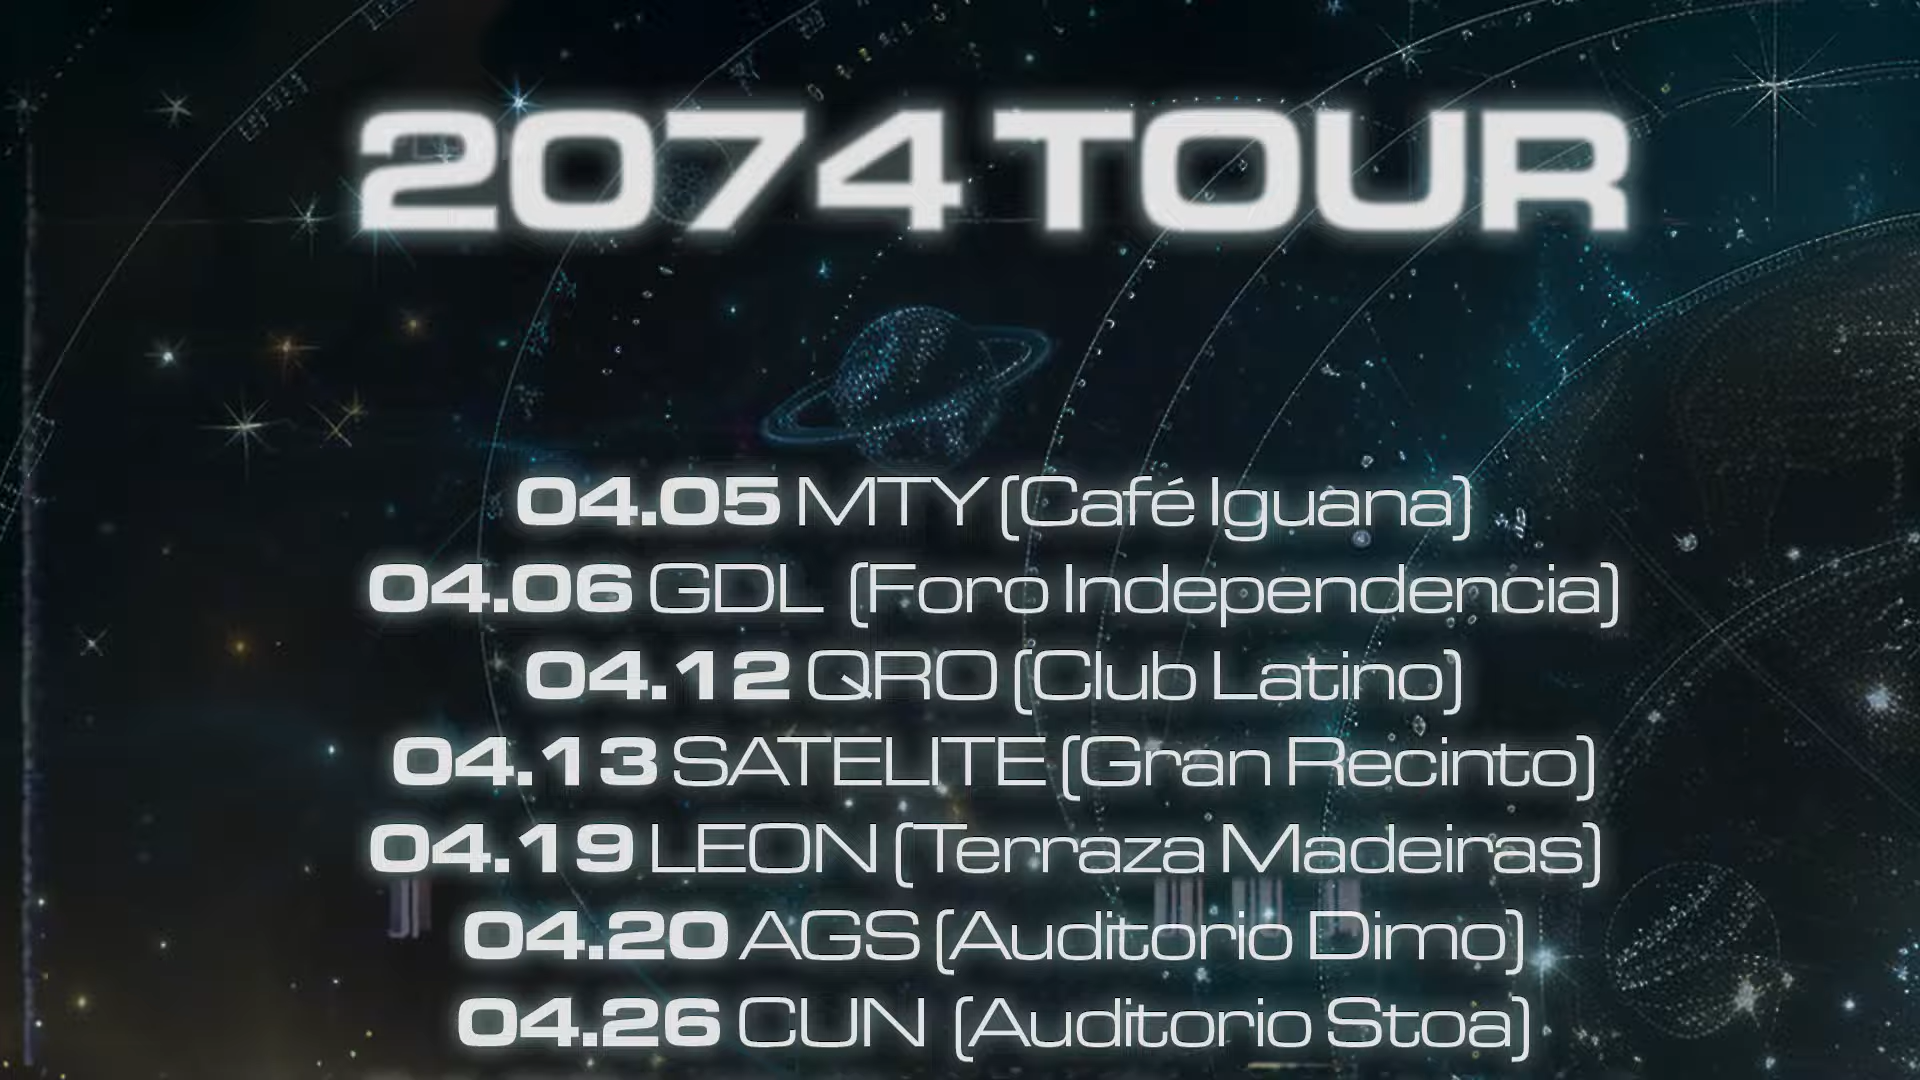 2074 TOUR
04.05 MTY (Café Iguana)
04.06 GDL (Foro Independencia)
04.12 QRO (Club Latino)
04.13 SATELITE (Gran Recinto)
04.19 LEON (Terraza Madeiras)
04.20 AGS (Auditorio Dimo)
04.26 CUN (Auditorio Stoa)